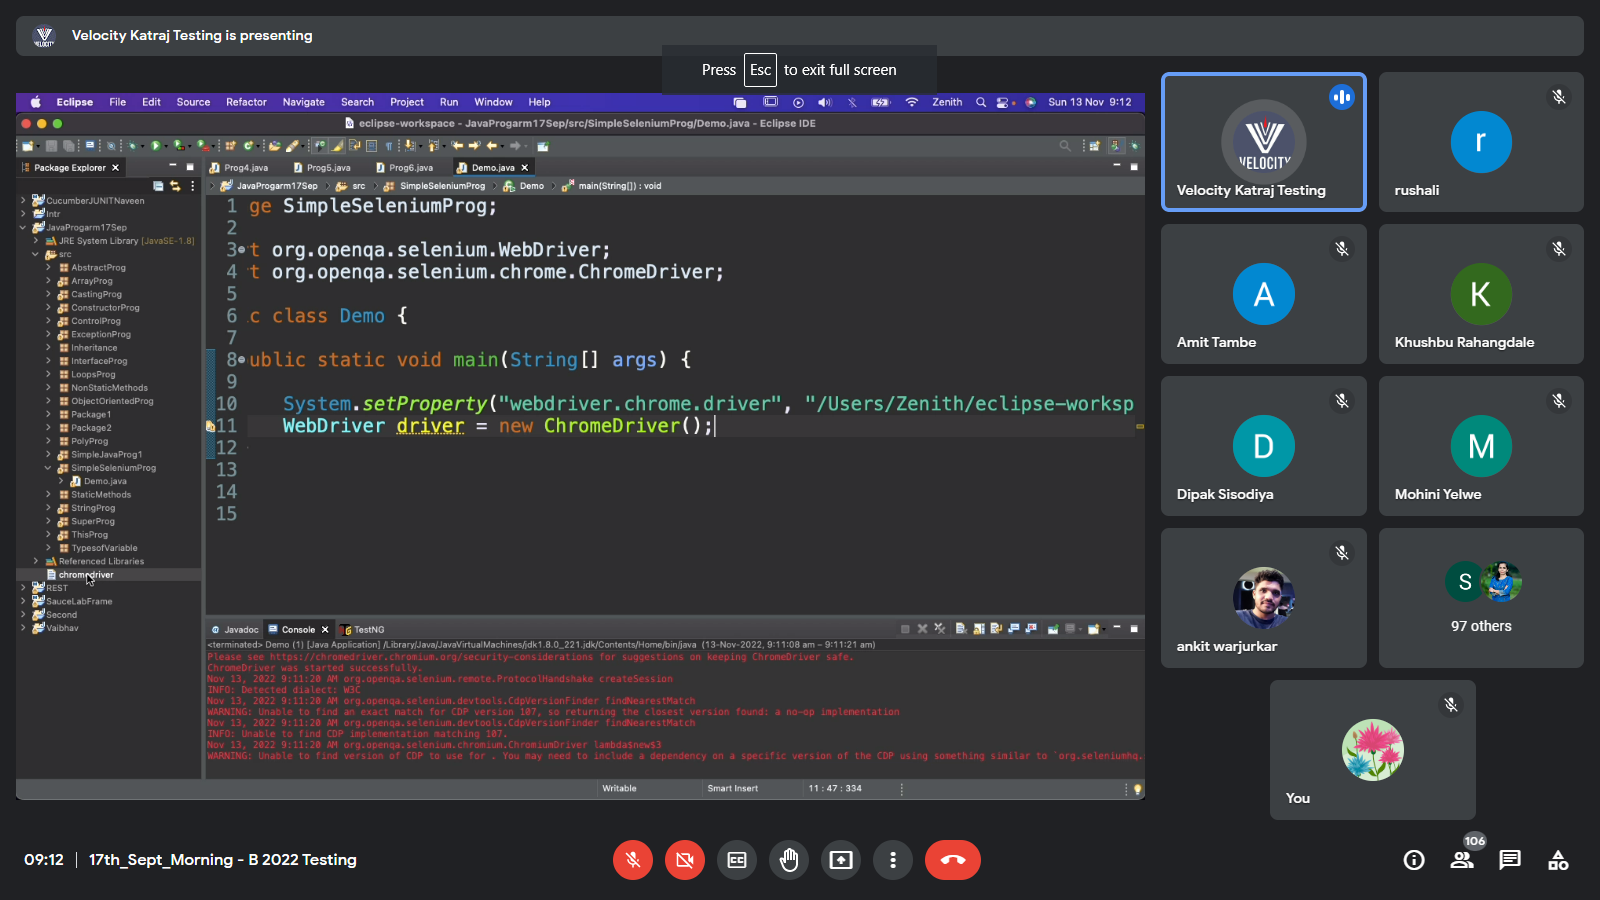 Velocity Katraj Testing is presenting
Press Esc to exit full screen
Eclipse File Edit Source Refactor Navigate Search Project Run Window Help
Zenith Sun 13 Nov 9:12
eclipse-workspace - JavaProgarm17Sep/src/SimpleSeleniumProg/Demo.java - Eclipse IDE
Package Explorer
Prog4.java Prog5.java Prog6.java Demo.java
JavaProgarm17Sep src SimpleSeleniumProg Demo main(String[]) : void
CucumberJUNITNaveen
Intr
JavaProgarm17Sep
JRE System Library [JavaSE-1.8]
src
AbstractProg
ArrayProg
CastingProg
ConstructorProg
ControlProg
ExceptionProg
Inheritance
InterfaceProg
LoopsProg
NonStaticMethods
ObjectOrientedProg
Package1
Package2
PolyProg
SimpleJavaProg1
SimpleSeleniumProg
Demo.java
StaticMethods
StringProg
SuperProg
ThisProg
TypesofVariable
Referenced Libraries
chromedriver
REST
SauceLabFrame
Second
Vaibhav
1 ge SimpleSeleniumProg;
2
3 t org.openqa.selenium.WebDriver;
4 t org.openqa.selenium.chrome.ChromeDriver;
5
6 c class Demo {
7
8 ublic static void main(String[] args) {
9
10 System.setProperty("webdriver.chrome.driver", "/Users/Zenith/eclipse-worksp
11 WebDriver driver = new ChromeDriver();
12
13
14
15
Javadoc Console TestNG
<terminated> Demo (1) [Java Application] /Library/Java/JavaVirtualMachines/jdk1.8.0_221.jdk/Contents/Home/bin/java (13-Nov-2022, 9:11:08 am – 9:11:21 am)
Please see https://chromedriver.chromium.org/security-considerations for suggestions on keeping ChromeDriver safe.
ChromeDriver was started successfully.
Nov 13, 2022 9:11:20 AM org.openqa.selenium.remote.ProtocolHandshake createSession
INFO: Detected dialect: W3C
Nov 13, 2022 9:11:20 AM org.openqa.selenium.devtools.CdpVersionFinder findNearestMatch
WARNING: Unable to find an exact match for CDP version 107, so returning the closest version found: a no-op implementation
Nov 13, 2022 9:11:20 AM org.openqa.selenium.devtools.CdpVersionFinder findNearestMatch
INFO: Unable to find CDP implementation matching 107.
Nov 13, 2022 9:11:20 AM org.openqa.selenium.chromium.ChromiumDriver lambda$new$3
WARNING: Unable to find version of CDP to use for . You may need to include a dependency on a specific version of the CDP using something similar to `org.seleniumhq.
Writable Smart Insert 11 : 47 : 334
VELOCITY
Velocity Katraj Testing
r
rushali
A
Amit Tambe
K
Khushbu Rahangdale
D
Dipak Sisodiya
M
Mohini Yelwe
ankit warjurkar
S
97 others
You
09:12 | 17th_Sept_Morning - B 2022 Testing
106